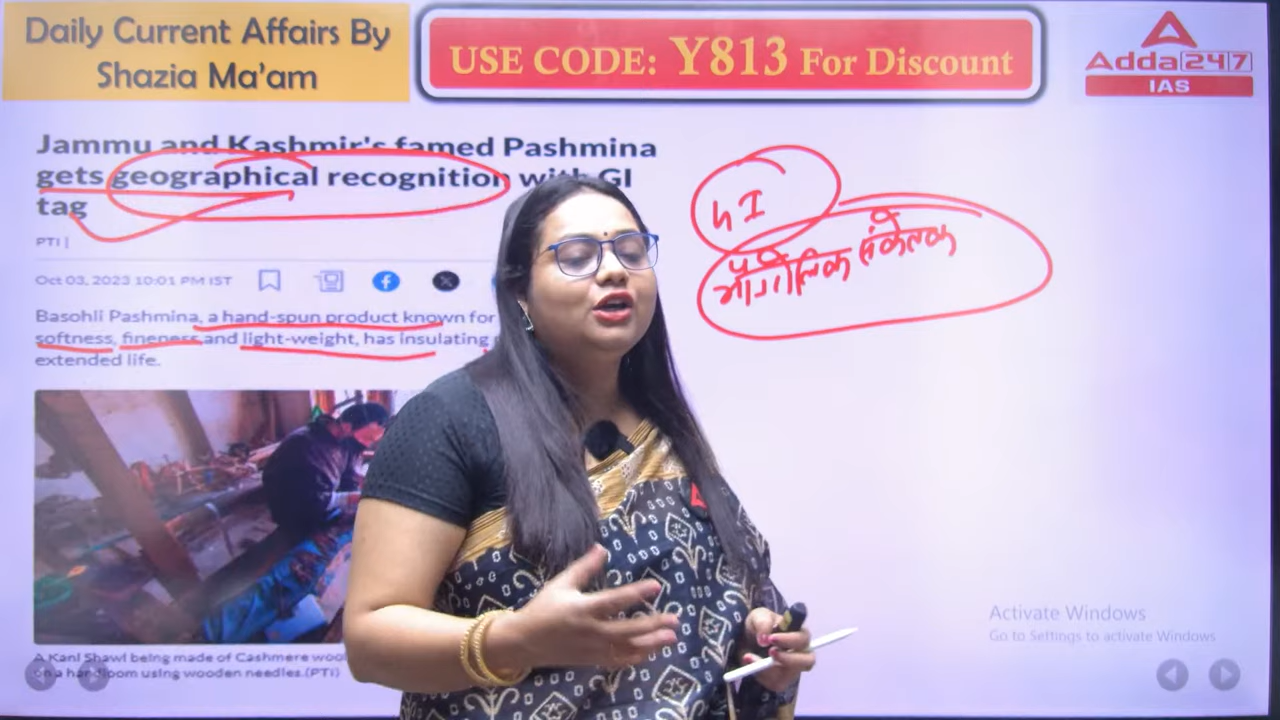 Daily Current Affairs By
Shazia Ma'am
USE CODE: Y813 For Discount
Adda247
IAS
Jammu and Kashmir's famed Pashmina
gets geographical recognition with GI
tag
PTI |
Oct 03, 2023 10:01 PM IST
Basohli Pashmina, a hand-spun product known for
softness, fineness and light-weight, has insulating
extended life.
A Kani Shawl being made of Cashmere wool
on a handloom using wooden needles.(PTI)
GI
भौगोलिक संकेतक
Activate Windows
Go to Settings to activate Windows